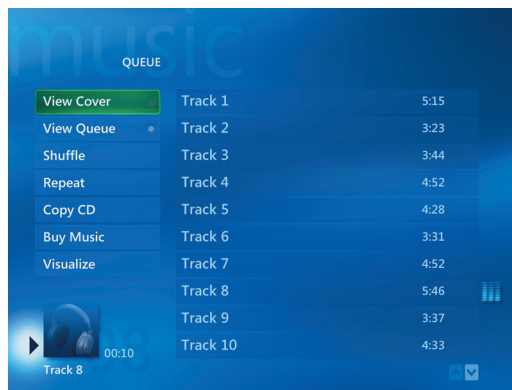 music
QUEUE
View Cover
View Queue
Shuffle
Repeat
Copy CD
Buy Music
Visualize
Track 1 5:15
Track 2 3:23
Track 3 3:44
Track 4 4:52
Track 5 4:28
Track 6 3:31
Track 7 4:52
Track 8 5:46
Track 9 3:37
Track 10 4:33
00:10
Track 8